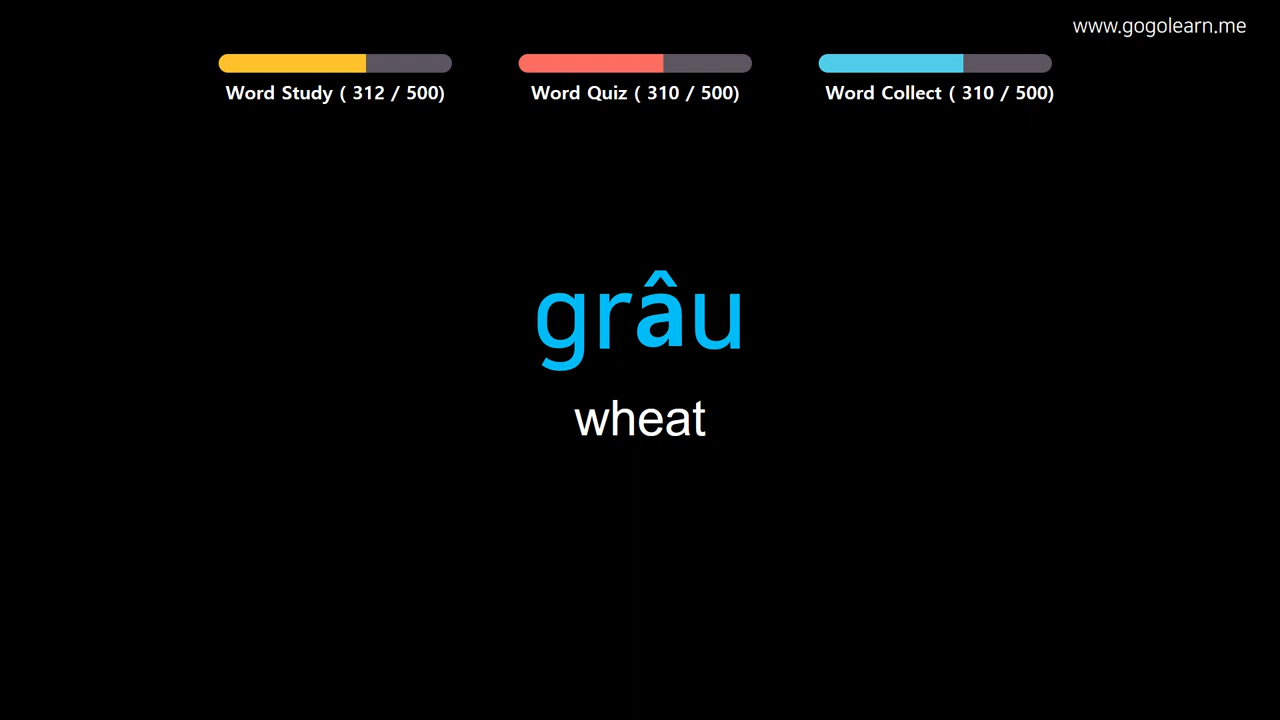 www.gogolearn.me
Word Study ( 312 / 500)
Word Quiz ( 310 / 500)
Word Collect ( 310 / 500)
grâu
wheat